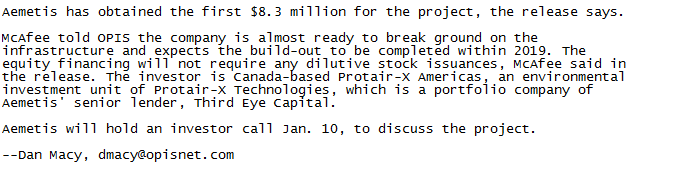 Aemetis has obtained the first $8.3 million for the project, the release says.
McAfee told OPIS the company is almost ready to break ground on the
infrastructure and expects the build-out to be completed within 2019. The
equity financing will not require any dilutive stock issuances, McAfee said in
the release. The investor is Canada-based Protair-X Americas, an environmental
investment unit of Protair-X Technologies, which is a portfolio company of
Aemetis' senior lender, Third Eye Capital.
Aemetis will hold an investor call Jan. 10, to discuss the project.
--Dan Macy, dmacy@opisnet.com